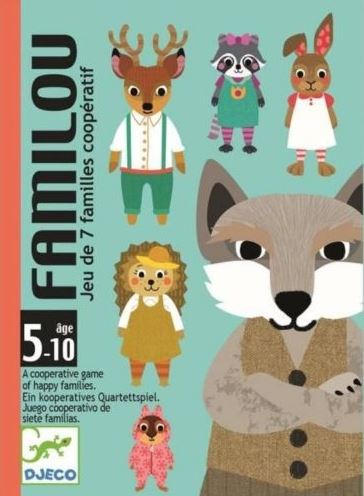 FAMILOU
Jeu de 7 familles coopératif
âge
5-10
A cooperative game
of happy families.
Ein kooperatives Quartettspiel.
Juego cooperativo de
siete familias.
DJECO